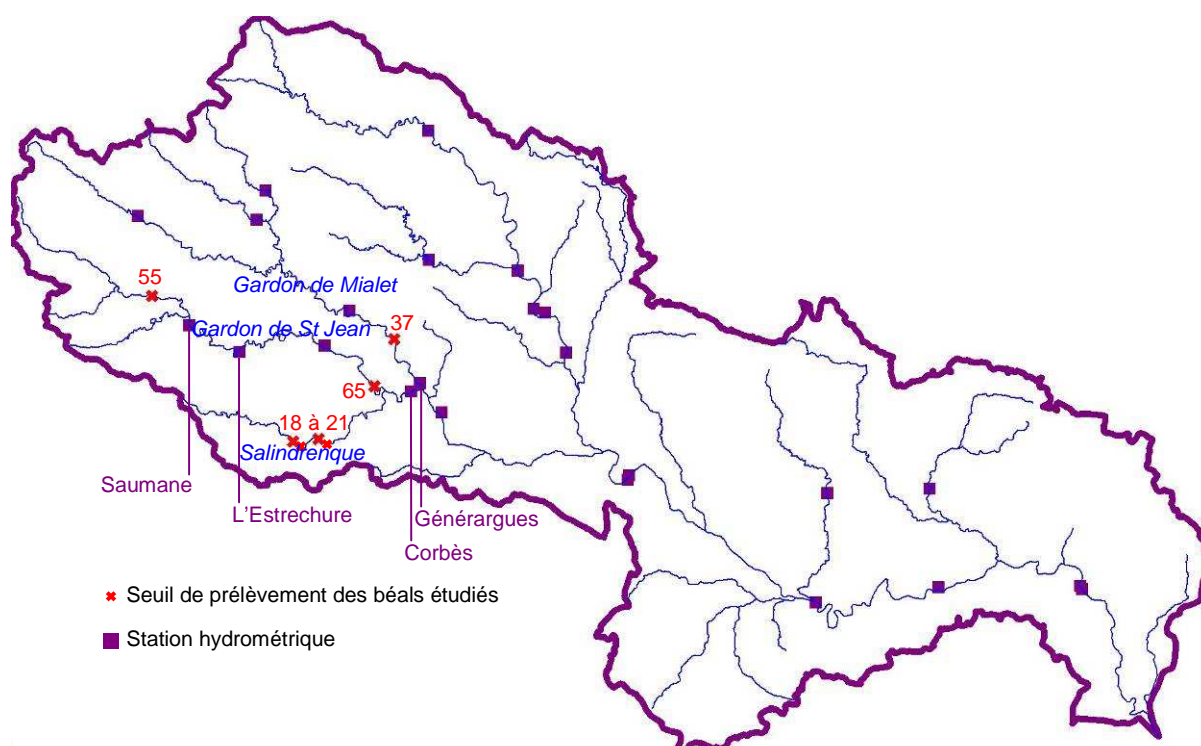 55
Gardon de Mialet
Gardon de St Jean
37
65
18 à 21
Salindrenque
Saumane
L'Estrechure
Générargues
Corbès
Seuil de prélèvement des béals étudiés
Station hydrométrique